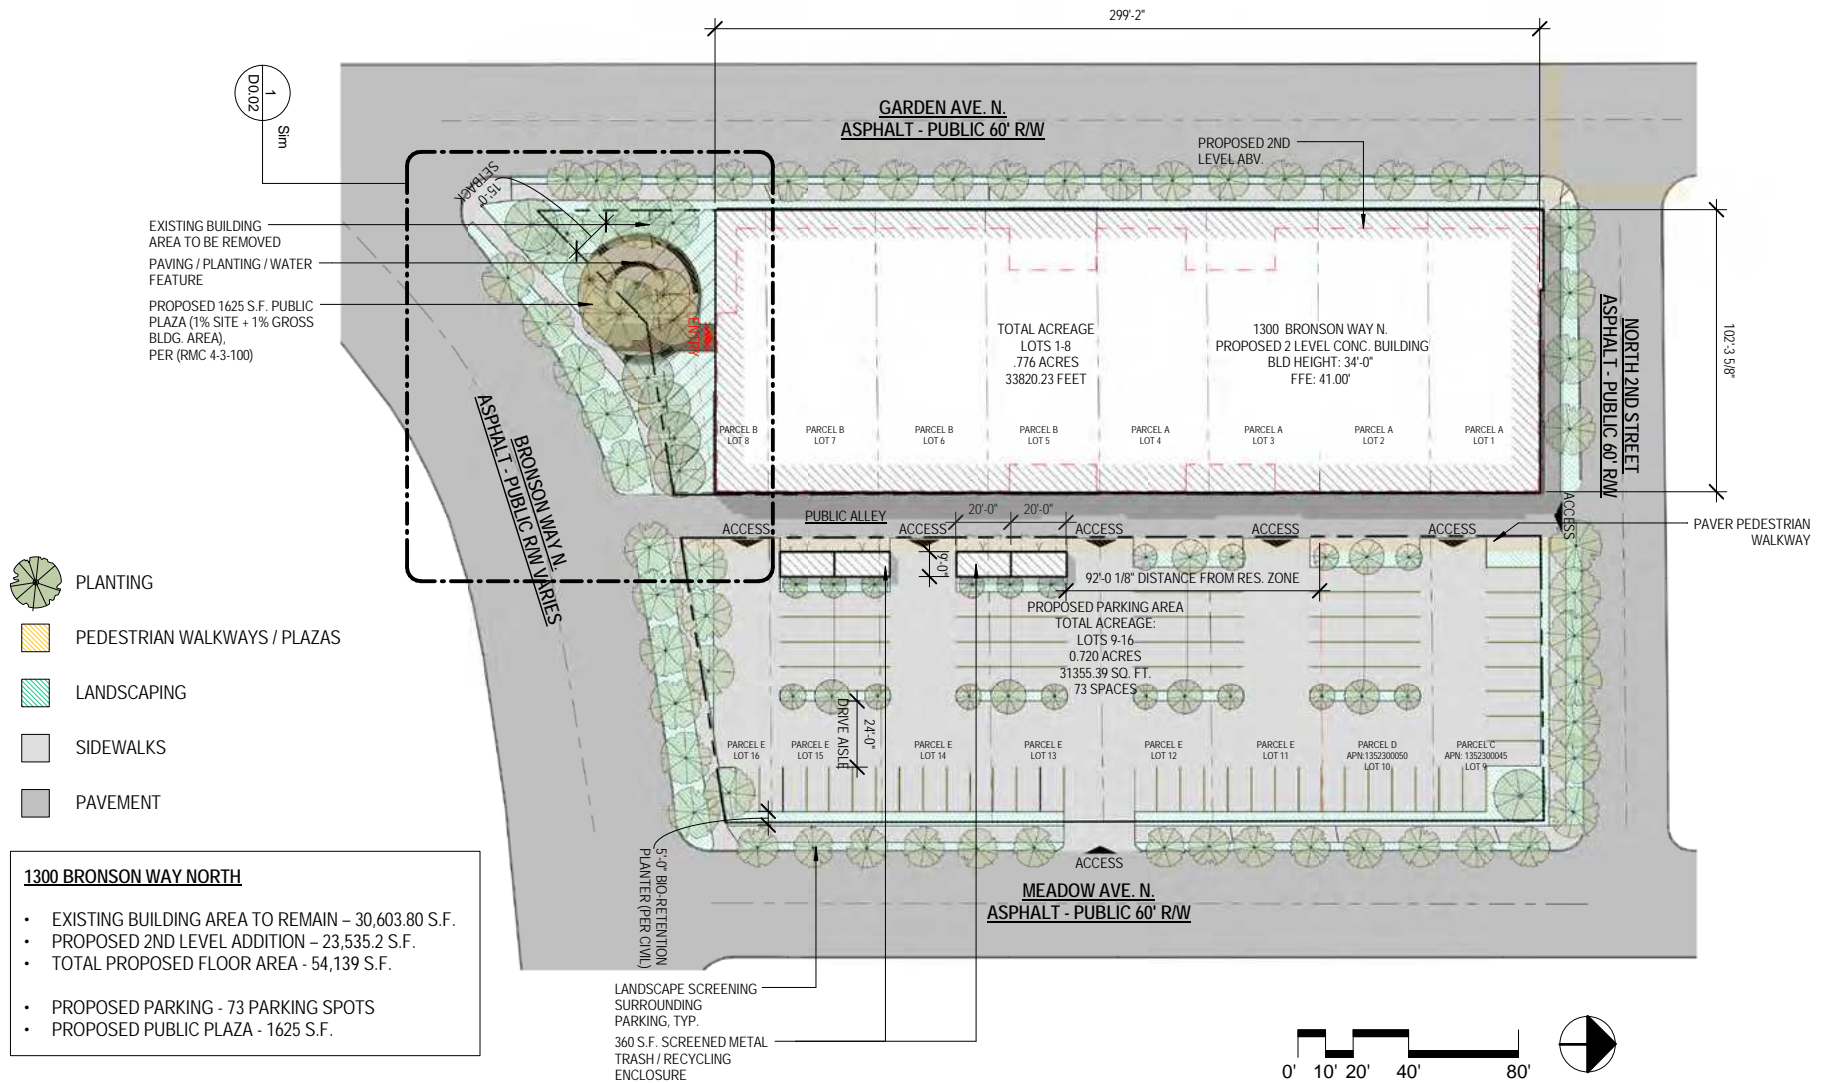 299'-2"
1
D0.02
Sim
GARDEN AVE. N.
ASPHALT - PUBLIC 60' R/W
PROPOSED 2ND
LEVEL ABV.
15'-0"
SETBACK
EXISTING BUILDING
AREA TO BE REMOVED
PAVING / PLANTING / WATER
FEATURE
PROPOSED 1625 S.F. PUBLIC
PLAZA (1% SITE + 1% GROSS
BLDG. AREA),
PER (RMC 4-3-100)
ENTRY
TOTAL ACREAGE
LOTS 1-8
.776 ACRES
33820.23 FEET
1300 BRONSON WAY N.
PROPOSED 2 LEVEL CONC. BUILDING
BLD HEIGHT: 34'-0"
FFE: 41.00'
NORTH 2ND STREET
ASPHALT - PUBLIC 60' R/W
102'-3 5/8"
PARCEL B
LOT 8
PARCEL B
LOT 7
PARCEL B
LOT 6
PARCEL B
LOT 5
PARCEL A
LOT 4
PARCEL A
LOT 3
PARCEL A
LOT 2
PARCEL A
LOT 1
BRONSON WAY N.
ASPHALT - PUBLIC R/W VARIES
PUBLIC ALLEY
20'-0"
20'-0"
ACCESS
ACCESS
ACCESS
ACCESS
ACCESS
ACCESS
PAVER PEDESTRIAN
WALKWAY
9'-0"
92'-0 1/8" DISTANCE FROM RES. ZONE
PROPOSED PARKING AREA
TOTAL ACREAGE:
LOTS 9-16
0.720 ACRES
31355.39 SQ. FT.
73 SPACES
24'-0"
DRIVE AISLE
PARCEL E
LOT 16
PARCEL E
LOT 15
PARCEL E
LOT 14
PARCEL E
LOT 13
PARCEL E
LOT 12
PARCEL E
LOT 11
PARCEL D
APN:1352300050
LOT 10
PARCEL C
APN: 1352300045
LOT 9
PLANTING
PEDESTRIAN WALKWAYS / PLAZAS
LANDSCAPING
SIDEWALKS
PAVEMENT
5'-0" BIO-RETENTION
PLANTER (PER CIVIL)
ACCESS
MEADOW AVE. N.
ASPHALT - PUBLIC 60' R/W
1300 BRONSON WAY NORTH
• EXISTING BUILDING AREA TO REMAIN – 30,603.80 S.F.
• PROPOSED 2ND LEVEL ADDITION – 23,535.2 S.F.
• TOTAL PROPOSED FLOOR AREA - 54,139 S.F.
• PROPOSED PARKING - 73 PARKING SPOTS
• PROPOSED PUBLIC PLAZA - 1625 S.F.
LANDSCAPE SCREENING
SURROUNDING
PARKING, TYP.
360 S.F. SCREENED METAL
TRASH / RECYCLING
ENCLOSURE
0' 10' 20' 40' 80'